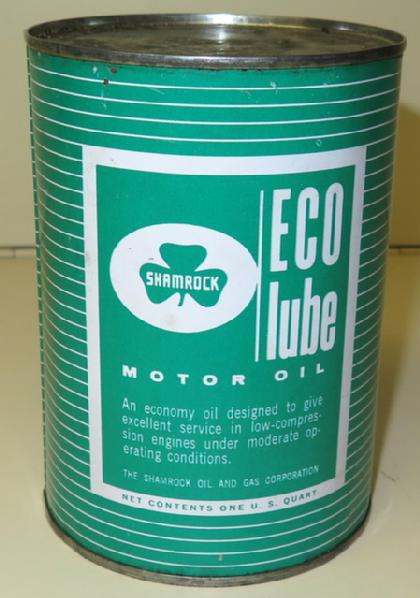 SHAMROCK
ECO
lube
MOTOR OIL
An economy oil designed to give
excellent service in low-compres-
sion engines under moderate op-
erating conditions.
THE SHAMROCK OIL AND GAS CORPORATION
NET CONTENTS ONE U. S. QUART